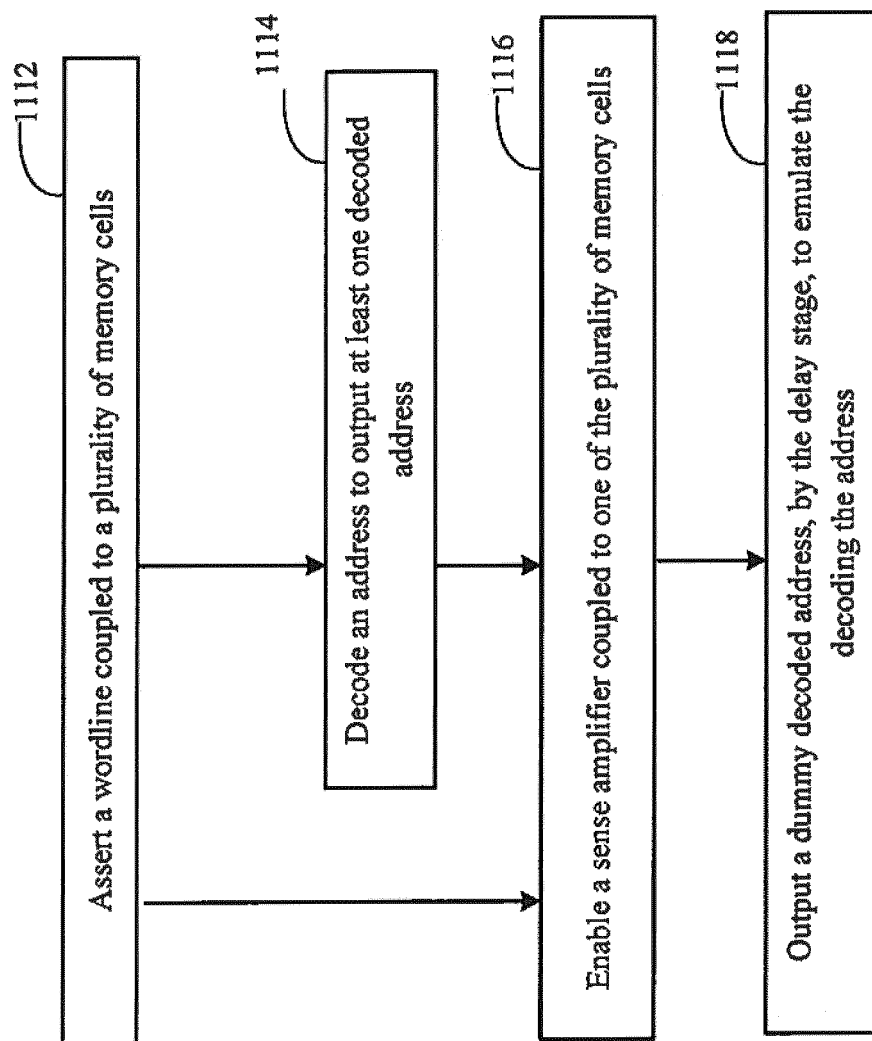 1112
Assert a wordline coupled to a plurality of memory cells
1114
Decode an address to output at least one decoded
address
1116
Enable a sense amplifier coupled to one of the plurality of memory cells
1118
Output a dummy decoded address, by the delay stage, to emulate the
decoding the address